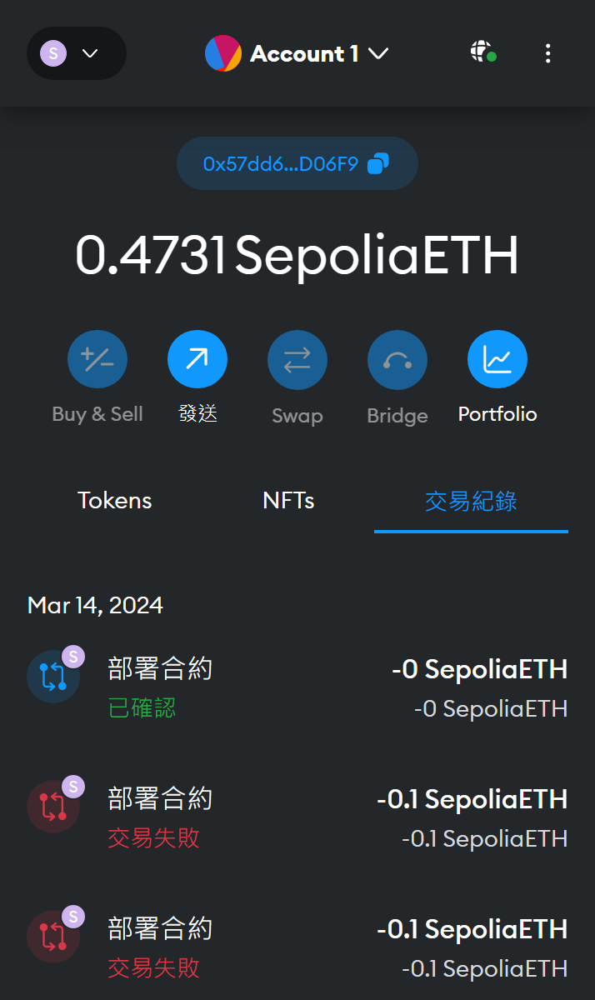 S
Account 1
0x57dd6...D06F9
0.4731 SepoliaETH
Buy & Sell
發送
Swap
Bridge
Portfolio
Tokens
NFTs
交易紀錄
Mar 14, 2024
S
部署合約
-0 SepoliaETH
已確認
-0 SepoliaETH
S
部署合約
-0.1 SepoliaETH
交易失敗
-0.1 SepoliaETH
S
部署合約
-0.1 SepoliaETH
交易失敗
-0.1 SepoliaETH